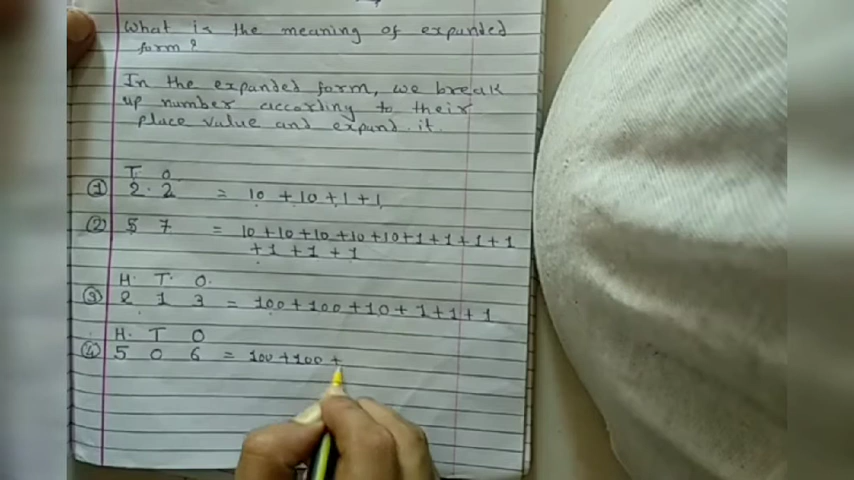 What is the meaning of expanded
form?
In the expanded form, we break
up number according to their
place value and expand it.
T. O
① 2. 2 = 10 + 10 + 1 + 1
② 5 7 = 10 + 10 + 10 + 10 + 10 + 1 + 1 + 1 + 1
+ 1 + 1 + 1
H. T. O.
③ 2 1 3 = 100 + 100 + 10 + 1 + 1 + 1
H. T O
④ 5 0 6 = 100 + 100 +